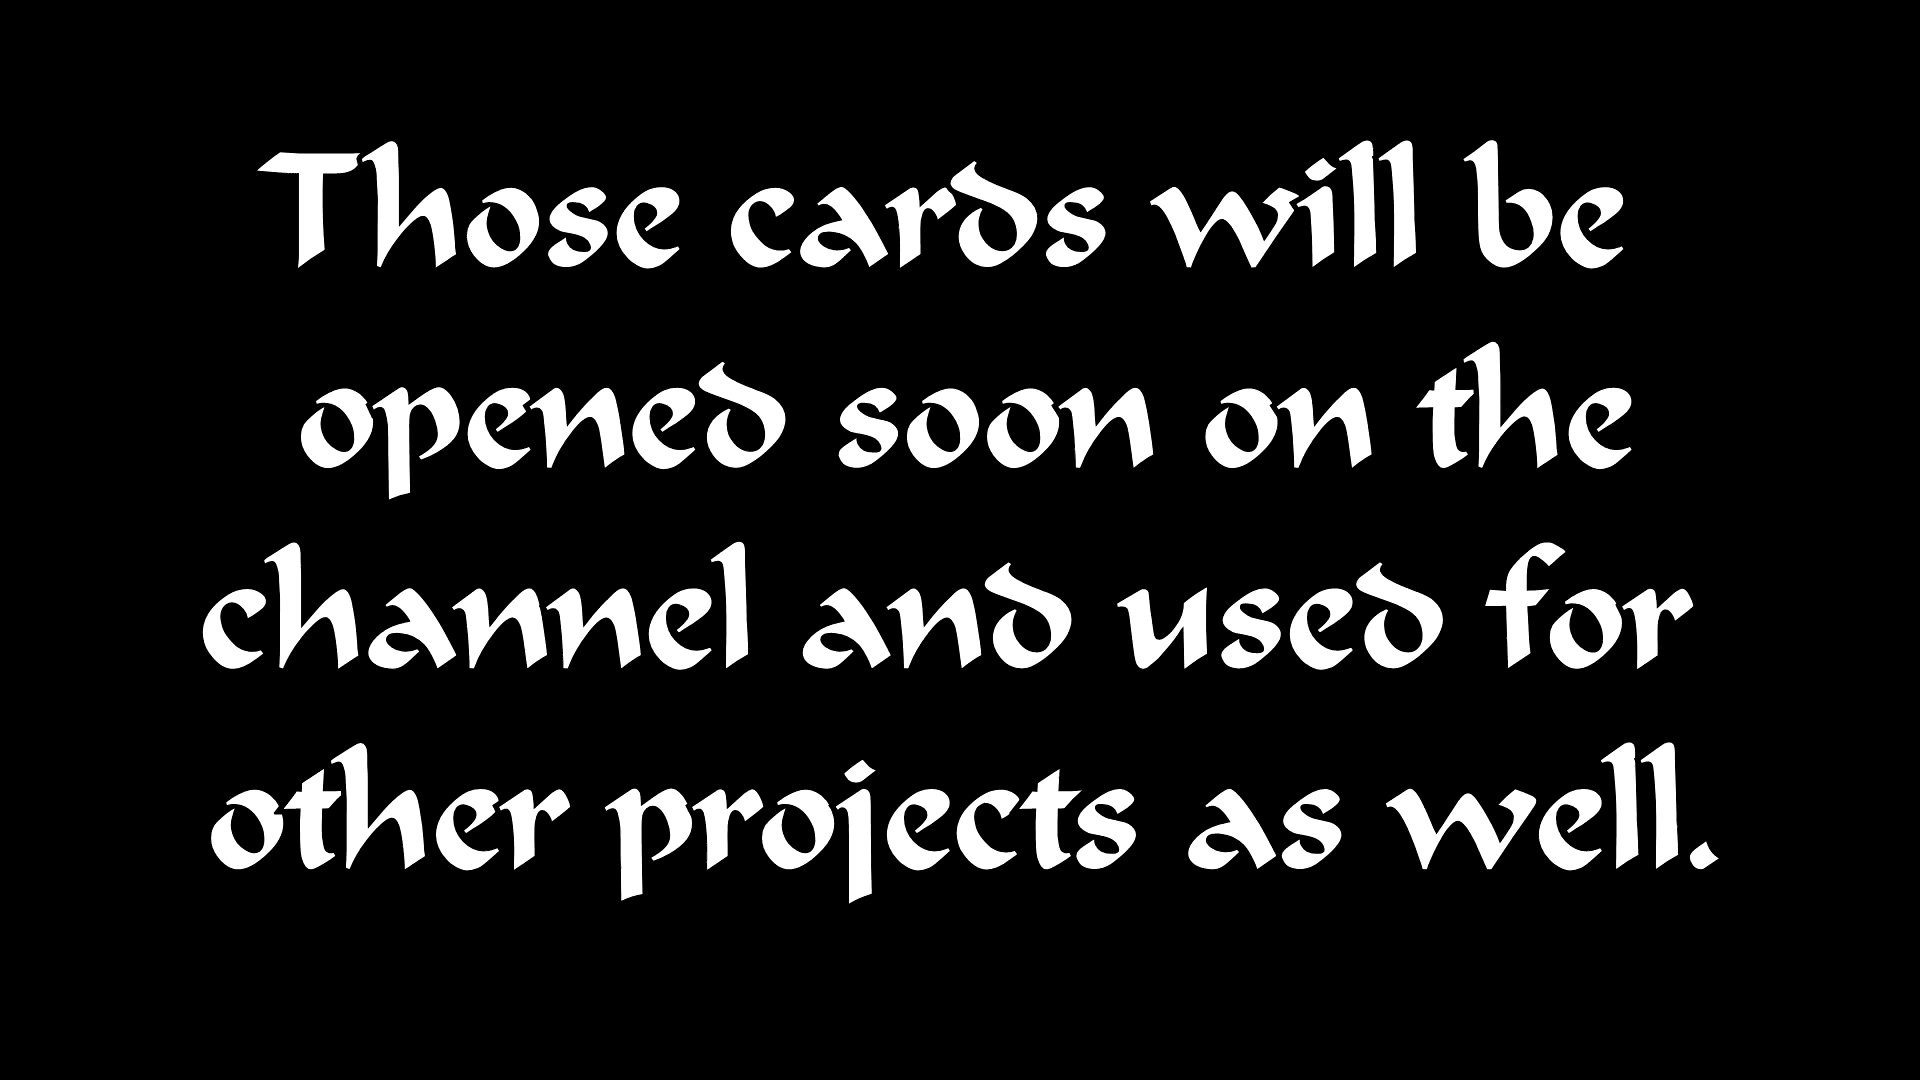 Those cards will be
opened soon on the
channel and used for
other projects as well.